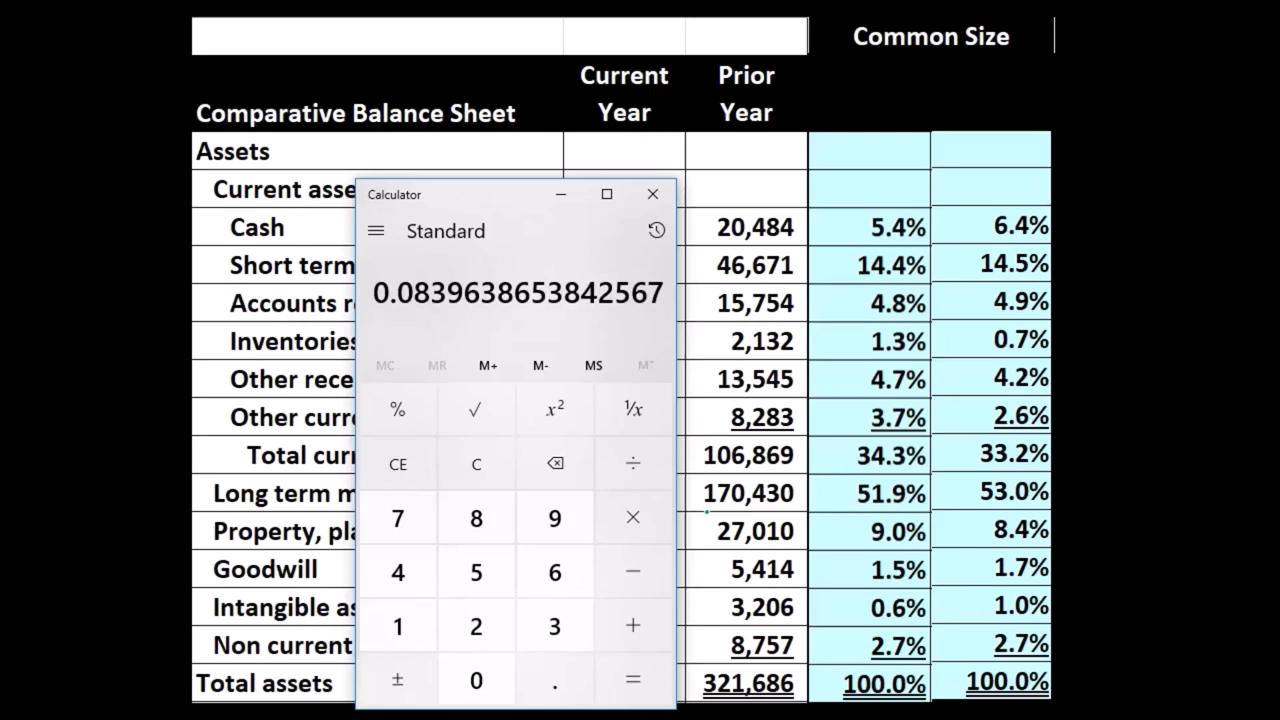 Common Size
Current Prior
Comparative Balance Sheet Year Year
Assets
Current asse
Calculator
Cash 20,484 5.4% 6.4%
Standard
Short term 46,671 14.4% 14.5%
0.0839638653842567
Accounts r 15,754 4.8% 4.9%
Inventories 2,132 1.3% 0.7%
MC MR M+ M- MS M˅
Other rece 13,545 4.7% 4.2%
% √ x² ¹/x
Other curr 8,283 3.7% 2.6%
Total curr 106,869 34.3% 33.2%
CE C ⌫ ÷
Long term m 170,430 51.9% 53.0%
7 8 9 ×
Property, pla 27,010 9.0% 8.4%
Goodwill 5,414 1.5% 1.7%
4 5 6 −
Intangible as 3,206 0.6% 1.0%
1 2 3 +
Non current 8,757 2.7% 2.7%
Total assets 321,686 100.0% 100.0%
± 0 . =